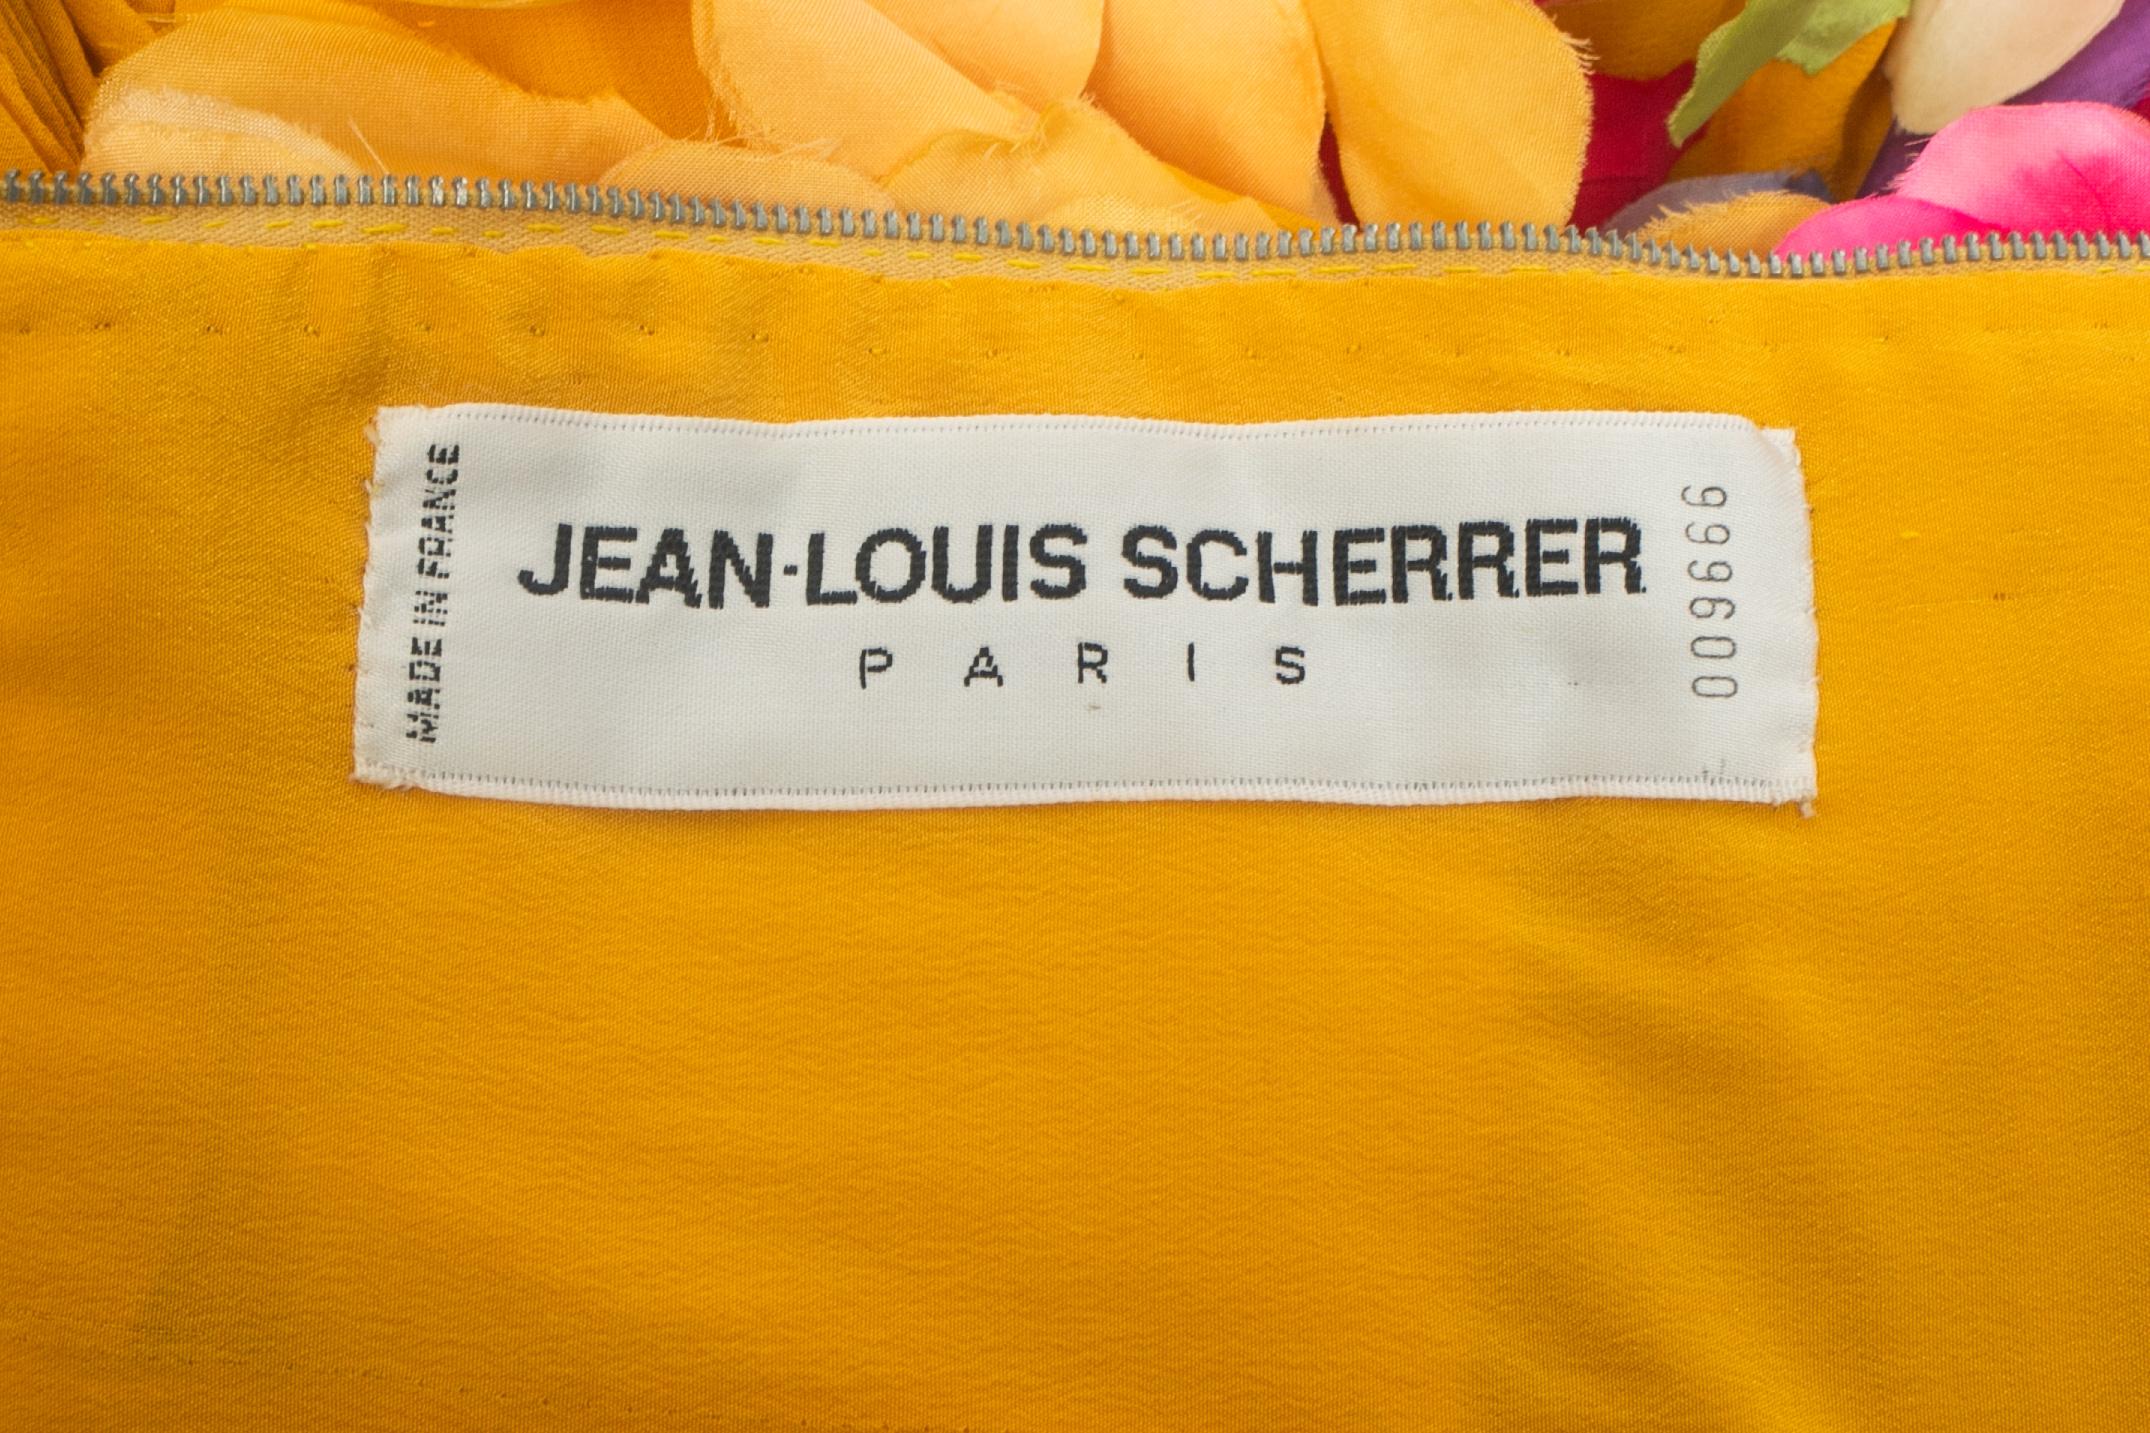 MADE IN FRANCE
JEAN-LOUIS SCHERRER
PARIS
009666